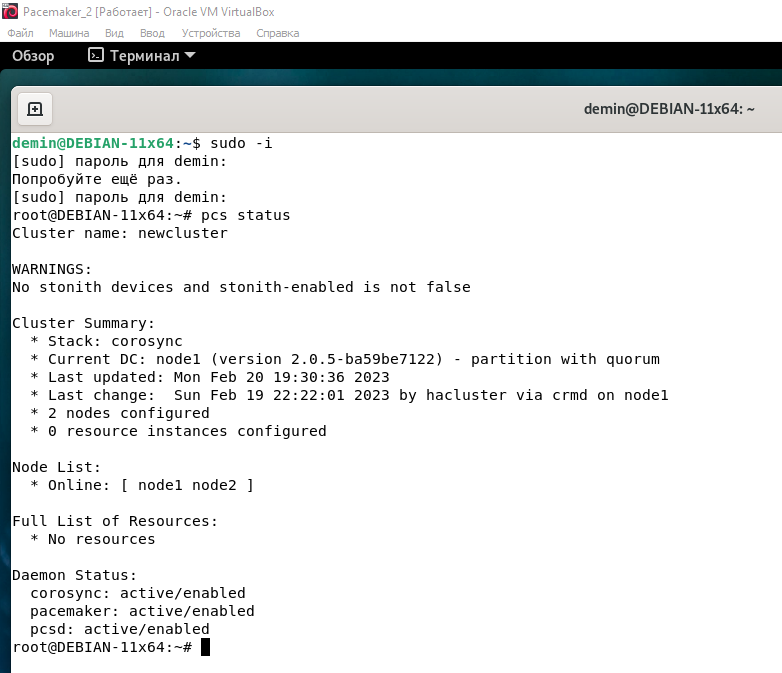 Pacemaker_2 [Работает] - Oracle VM VirtualBox
Файл Машина Вид Ввод Устройства Справка
Обзор Терминал
demin@DEBIAN-11x64: ~
demin@DEBIAN-11x64:~$ sudo -i
[sudo] пароль для demin:
Попробуйте ещё раз.
[sudo] пароль для demin:
root@DEBIAN-11x64:~# pcs status
Cluster name: newcluster
WARNINGS:
No stonith devices and stonith-enabled is not false
Cluster Summary:
* Stack: corosync
* Current DC: node1 (version 2.0.5-ba59be7122) - partition with quorum
* Last updated: Mon Feb 20 19:30:36 2023
* Last change:  Sun Feb 19 22:22:01 2023 by hacluster via crmd on node1
* 2 nodes configured
* 0 resource instances configured
Node List:
* Online: [ node1 node2 ]
Full List of Resources:
* No resources
Daemon Status:
corosync: active/enabled
pacemaker: active/enabled
pcsd: active/enabled
root@DEBIAN-11x64:~#